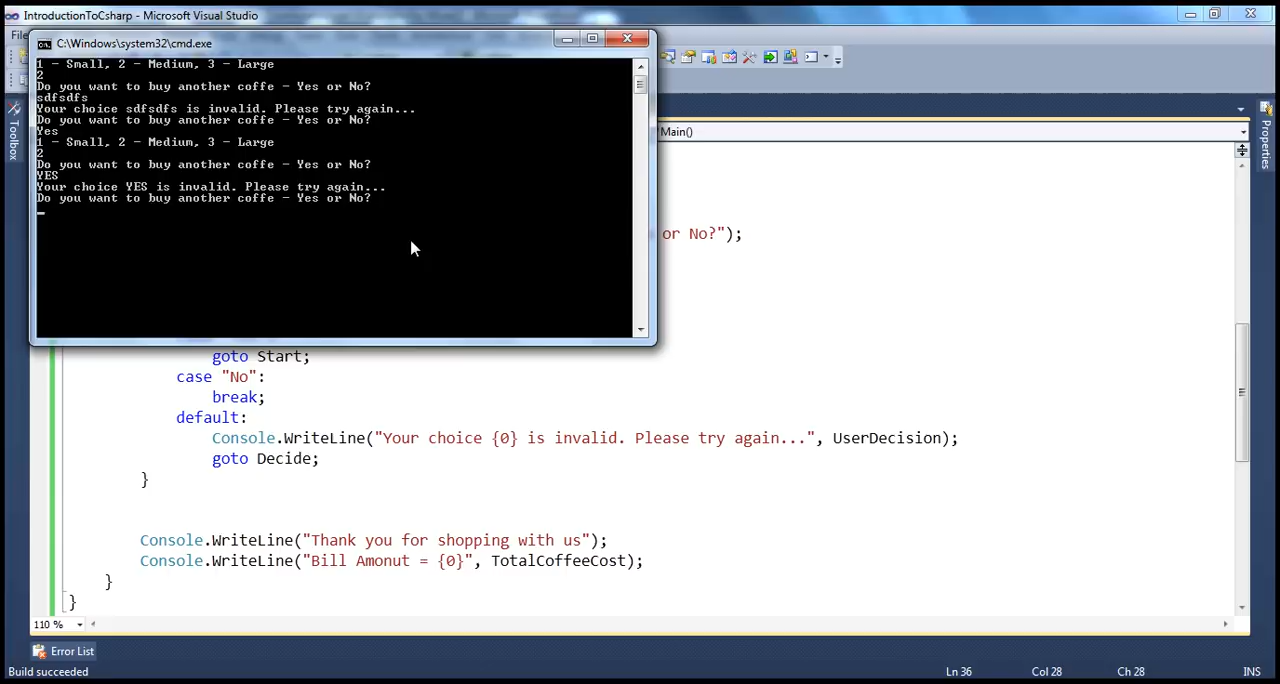 IntroductionToCsharp - Microsoft Visual Studio
File
C:\Windows\system32\cmd.exe
1 - Small, 2 - Medium, 3 - Large
2
Do you want to buy another coffe - Yes or No?
sdfsdfs
Your choice sdfsdfs is invalid. Please try again...
Do you want to buy another coffe - Yes or No?
Yes
1 - Small, 2 - Medium, 3 - Large
2
Do you want to buy another coffe - Yes or No?
YES
Your choice YES is invalid. Please try again...
Do you want to buy another coffe - Yes or No?
Toolbox
Main()
Properties
or No?");
goto Start;
case "No":
break;
default:
Console.WriteLine("Your choice {0} is invalid. Please try again...", UserDecision);
goto Decide;
}
Console.WriteLine("Thank you for shopping with us");
Console.WriteLine("Bill Amonut = {0}", TotalCoffeeCost);
}
}
110 %
Error List
Build succeeded
Ln 36
Col 28
Ch 28
INS